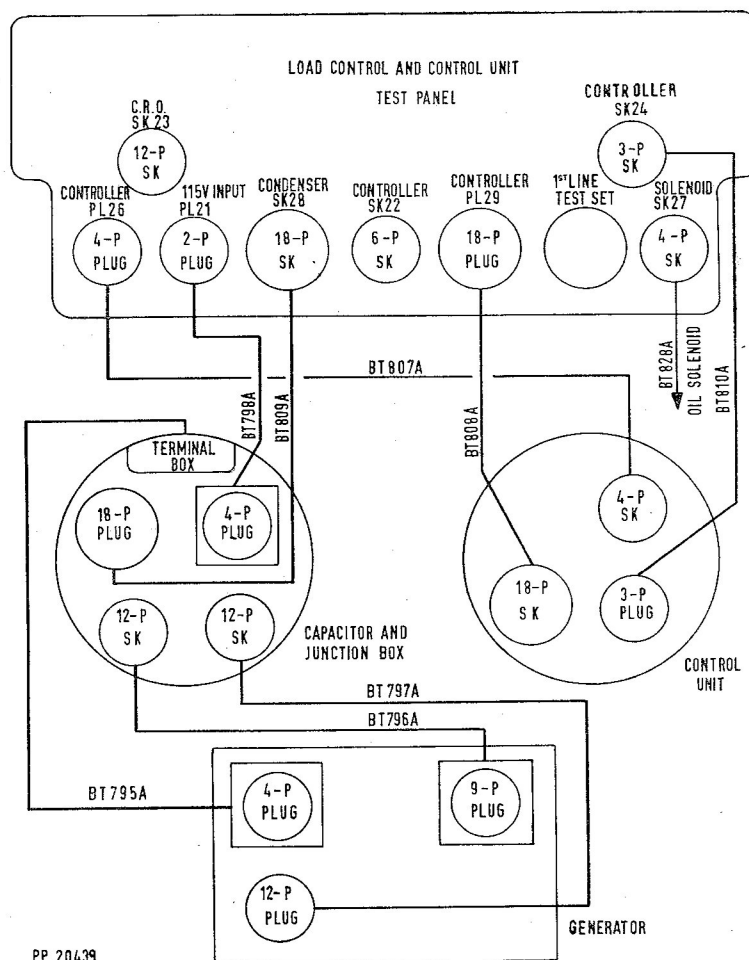 LOAD CONTROL AND CONTROL UNIT
TEST PANEL
C.R.O.
SK 23
12-P
SK
CONTROLLER
SK24
3-P
SK
CONTROLLER
PL26
4-P
PLUG
115V INPUT
PL21
2-P
PLUG
CONDENSER
SK28
18-P
SK
CONTROLLER
SK22
6-P
SK
CONTROLLER
PL29
18-P
PLUG
1ST LINE
TEST SET
SOLENOID
SK27
4-P
SK
BT807A
BT798A
BT809A
BT808A
BT828A
OIL SOLENOID
BT810A
TERMINAL
BOX
18-P
PLUG
4-P
PLUG
12-P
SK
12-P
SK
CAPACITOR AND
JUNCTION BOX
4-P
SK
18-P
SK
3-P
PLUG
CONTROL
UNIT
BT797A
BT796A
BT795A
4-P
PLUG
9-P
PLUG
12-P
PLUG
GENERATOR
PP 20439